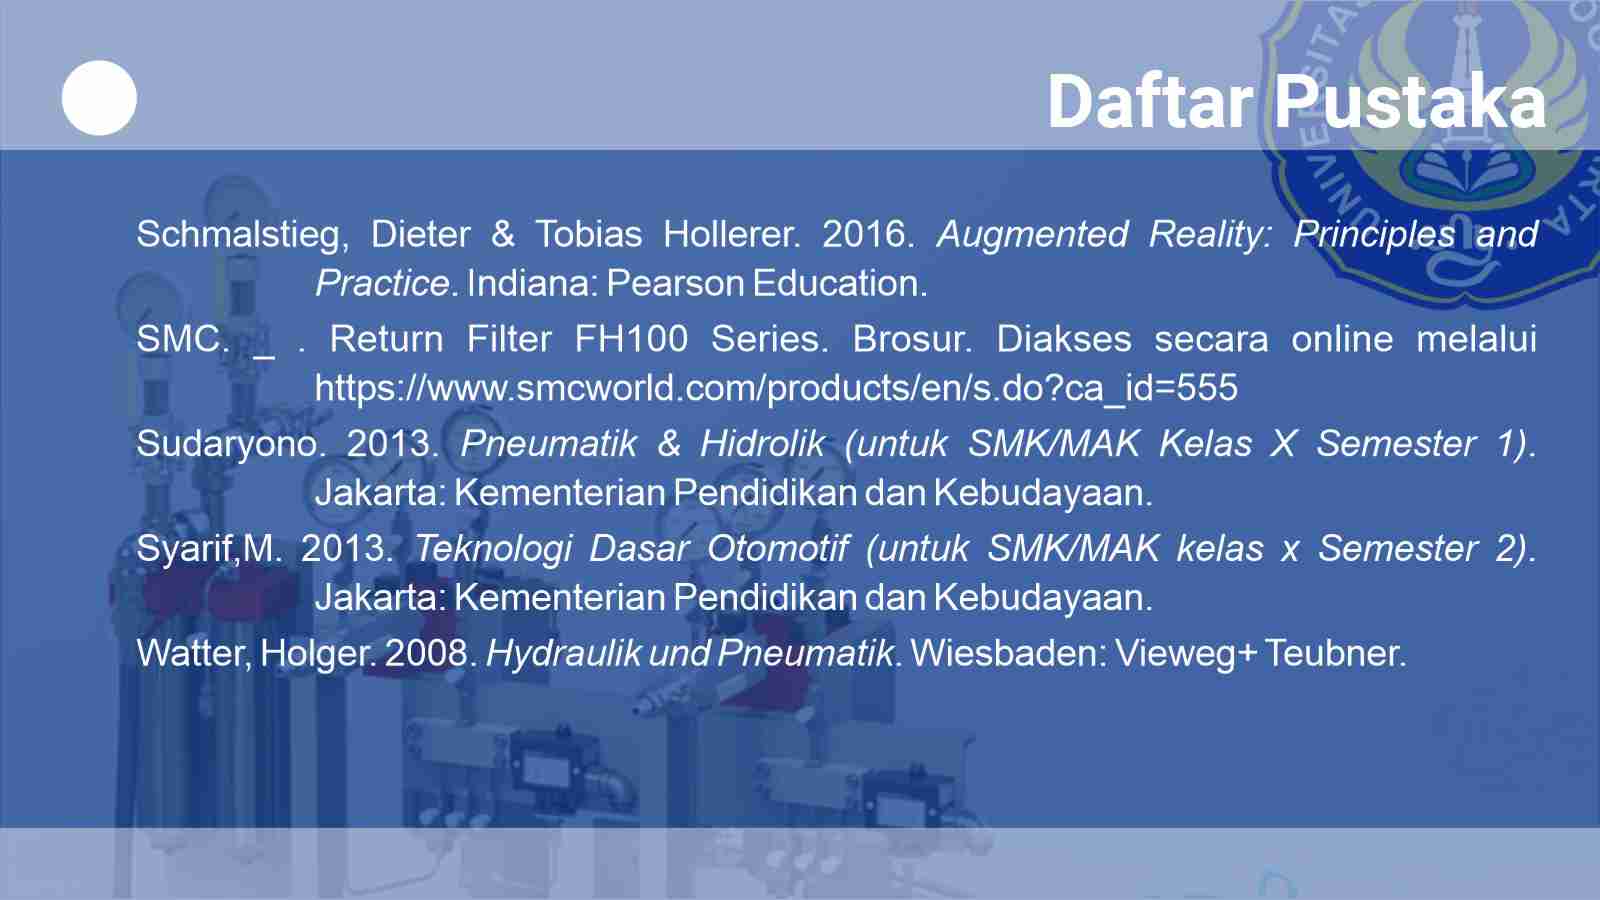 Daftar Pustaka
UNIVERSITAS
Schmalstieg, Dieter & Tobias Hollerer. 2016. Augmented Reality: Principles and
Practice. Indiana: Pearson Education.
SMC. _ . Return Filter FH100 Series. Brosur. Diakses secara online melalui
https://www.smcworld.com/products/en/s.do?ca_id=555
Sudaryono. 2013. Pneumatik & Hidrolik (untuk SMK/MAK Kelas X Semester 1).
Jakarta: Kementerian Pendidikan dan Kebudayaan.
Syarif,M. 2013. Teknologi Dasar Otomotif (untuk SMK/MAK kelas x Semester 2).
Jakarta: Kementerian Pendidikan dan Kebudayaan.
Watter, Holger. 2008. Hydraulik und Pneumatik. Wiesbaden: Vieweg+ Teubner.